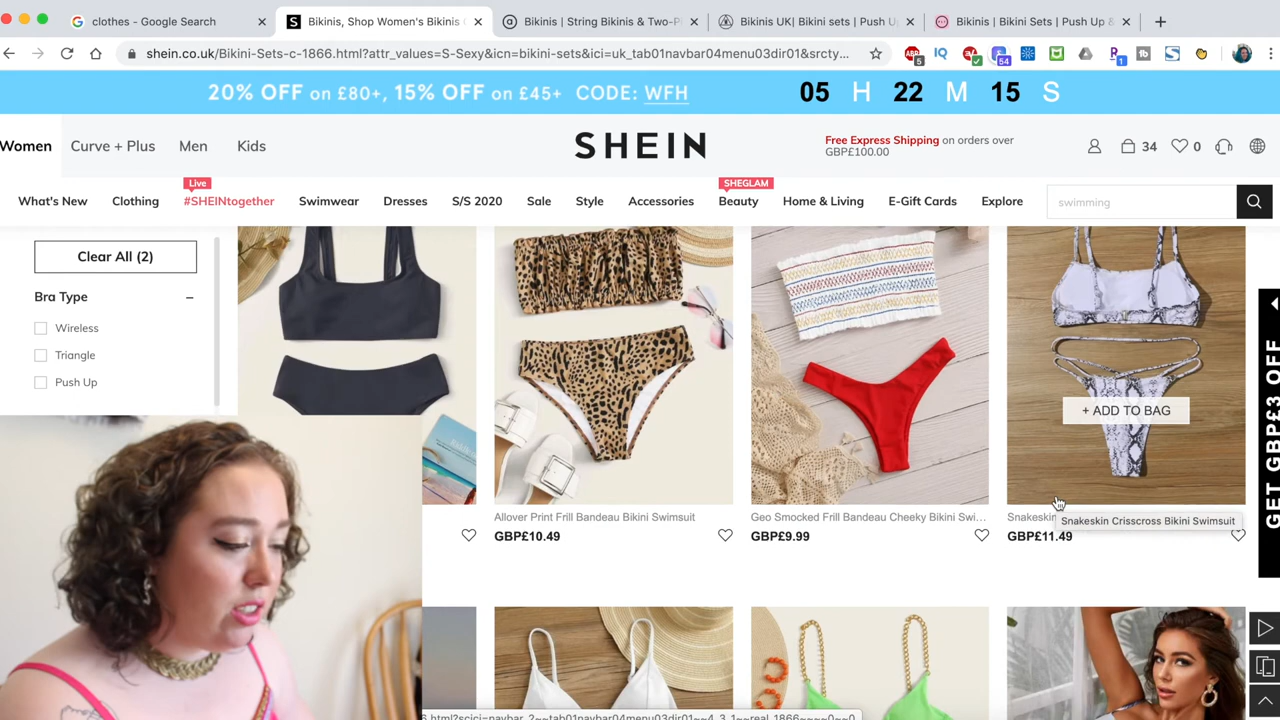 clothes - Google Search
Bikinis, Shop Women's Bikinis
Bikinis | String Bikinis & Two-Pi
Bikinis UK| Bikini sets | Push Up
Bikinis | Bikini Sets | Push Up &
shein.co.uk/Bikini-Sets-c-1866.html?attr_values=S-Sexy&icn=bikini-sets&ici=uk_tab01navbar04menu03dir01&srcty...
20% OFF on £80+, 15% OFF on £45+ CODE: WFH
05 H 22 M 15 S
Women
Curve + Plus
Men
Kids
SHEIN
Free Express Shipping on orders over
GBP£100.00
34
0
Live
SHEGLAM
What's New
Clothing
#SHEINtogether
Swimwear
Dresses
S/S 2020
Sale
Style
Accessories
Beauty
Home & Living
E-Gift Cards
Explore
swimming
Clear All (2)
Bra Type
Wireless
Triangle
Push Up
+ ADD TO BAG
GET GBP£3 OFF
Allover Print Frill Bandeau Bikini Swimsuit
GBP£10.49
Geo Smocked Frill Bandeau Cheeky Bikini Swi...
GBP£9.99
Snakeskin
Snakeskin Crisscross Bikini Swimsuit
GBP£11.49